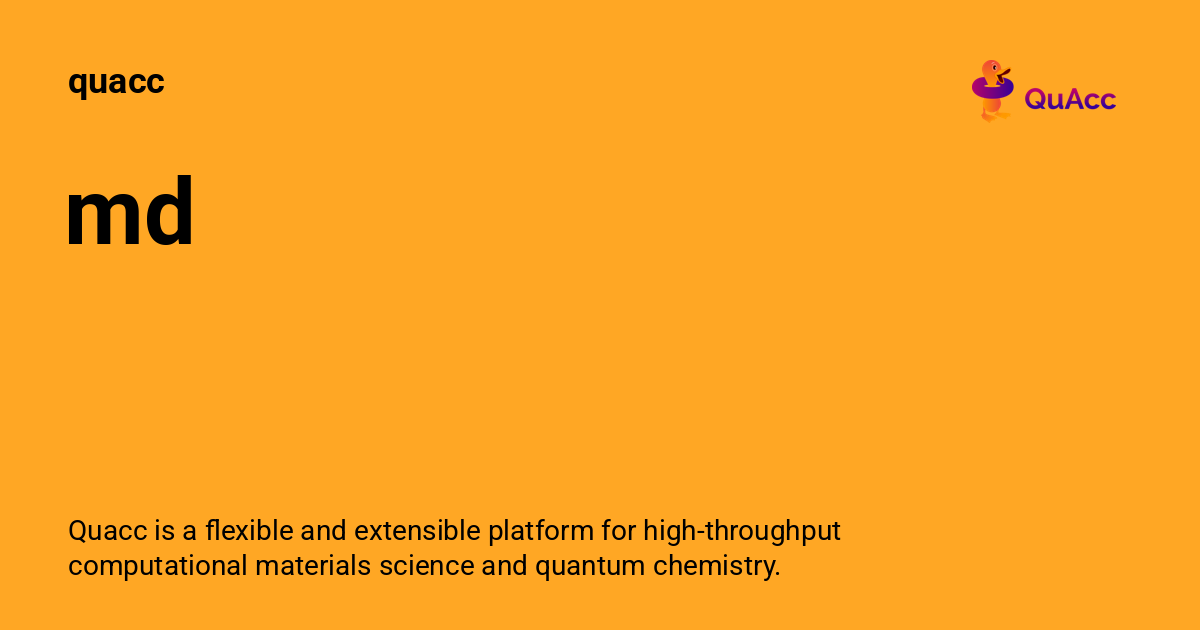 quacc
QuAcc
md
Quacc is a flexible and extensible platform for high-throughput
computational materials science and quantum chemistry.